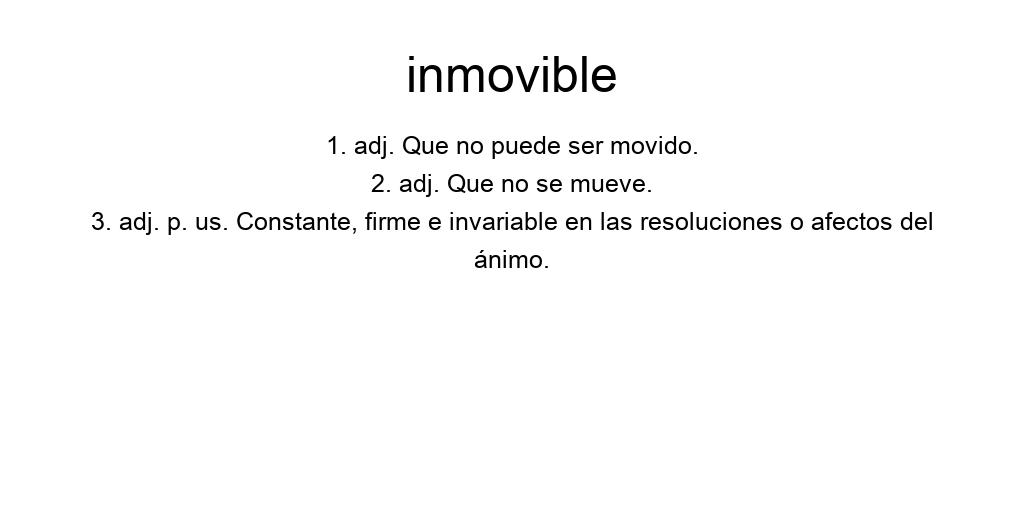 inmovible
1. adj. Que no puede ser movido.
2. adj. Que no se mueve.
3. adj. p. us. Constante, firme e invariable en las resoluciones o afectos del
ánimo.